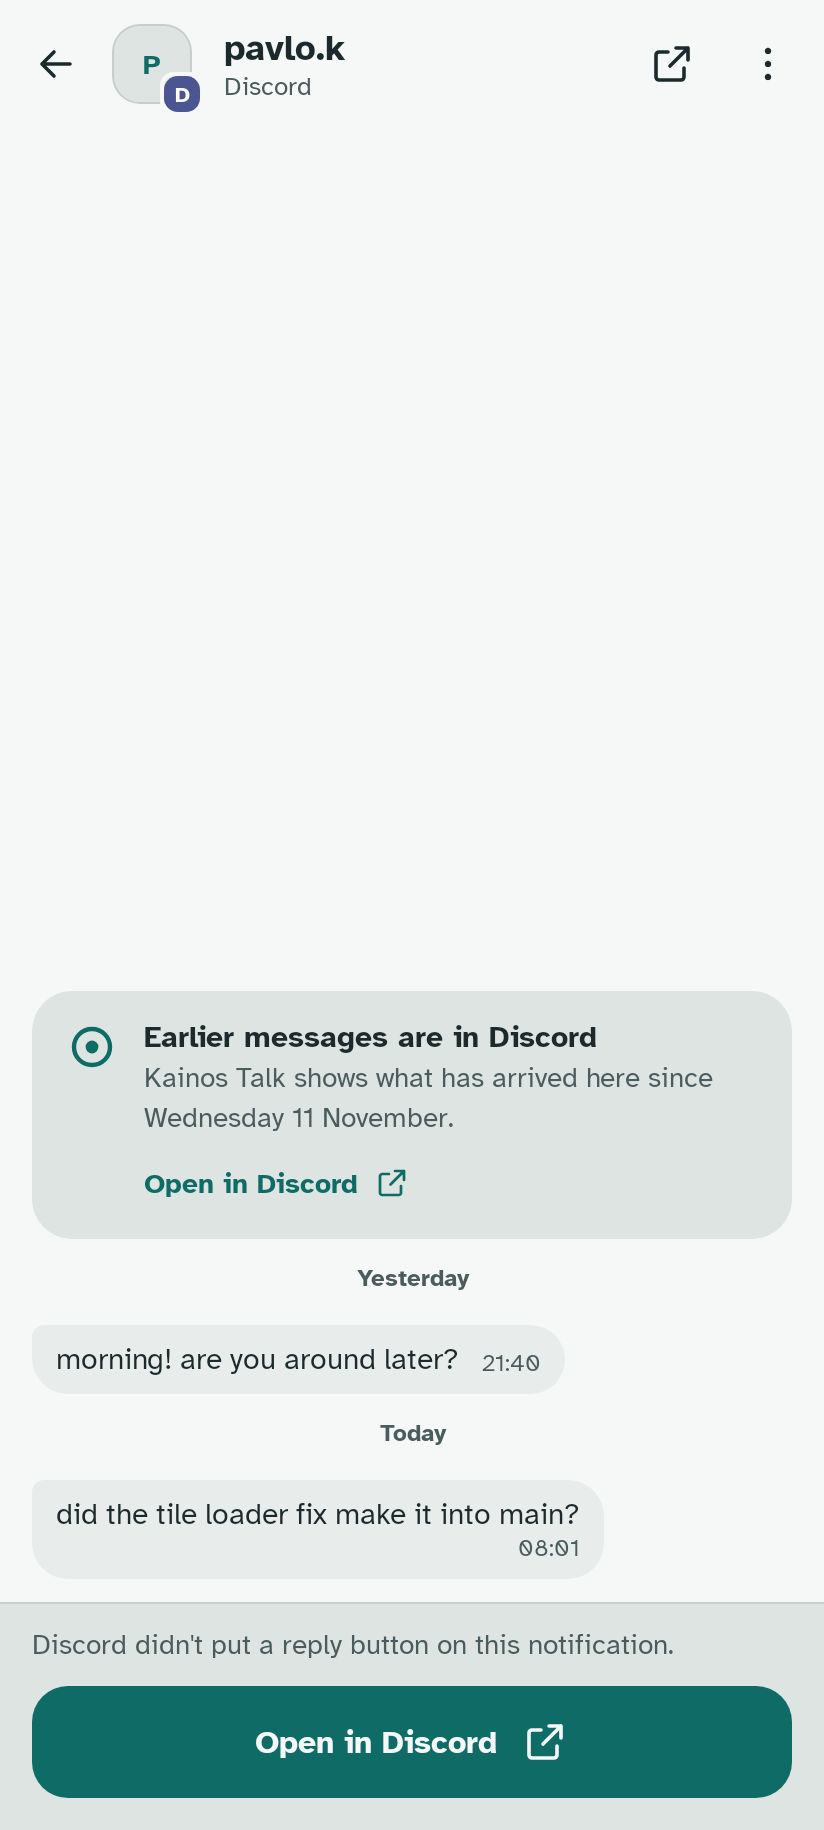 P
D
pavlo.k
Discord
Earlier messages are in Discord
Kainos Talk shows what has arrived here since
Wednesday 11 November.
Open in Discord
Yesterday
morning! are you around later? 21:40
Today
did the tile loader fix make it into main?
08:01
Discord didn't put a reply button on this notification.
Open in Discord